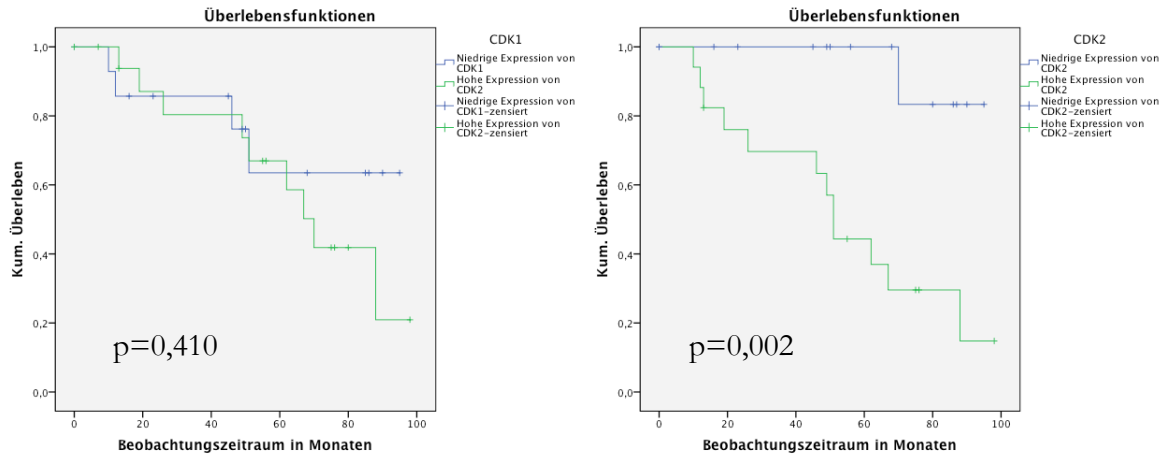 Überlebensfunktionen
CDK1
Niedrige Expression von
CDK1
Hohe Expression von
CDK2
Niedrige Expression von
CDK1-zensiert
Hohe Expression von
CDK2-zensiert
Kum. Überleben
1,0
0,8
0,6
0,4
0,2
0,0
p=0,410
0 20 40 60 80 100
Beobachtungszeitraum in Monaten
Überlebensfunktionen
CDK2
Niedrige Expression von
CDK2
Hohe Expression von
CDK2
Niedrige Expression von
CDK2-zensiert
Hohe Expression von
CDK2-zensiert
Kum. Überleben
1,0
0,8
0,6
0,4
0,2
0,0
p=0,002
0 20 40 60 80 100
Beobachtungszeitraum in Monaten